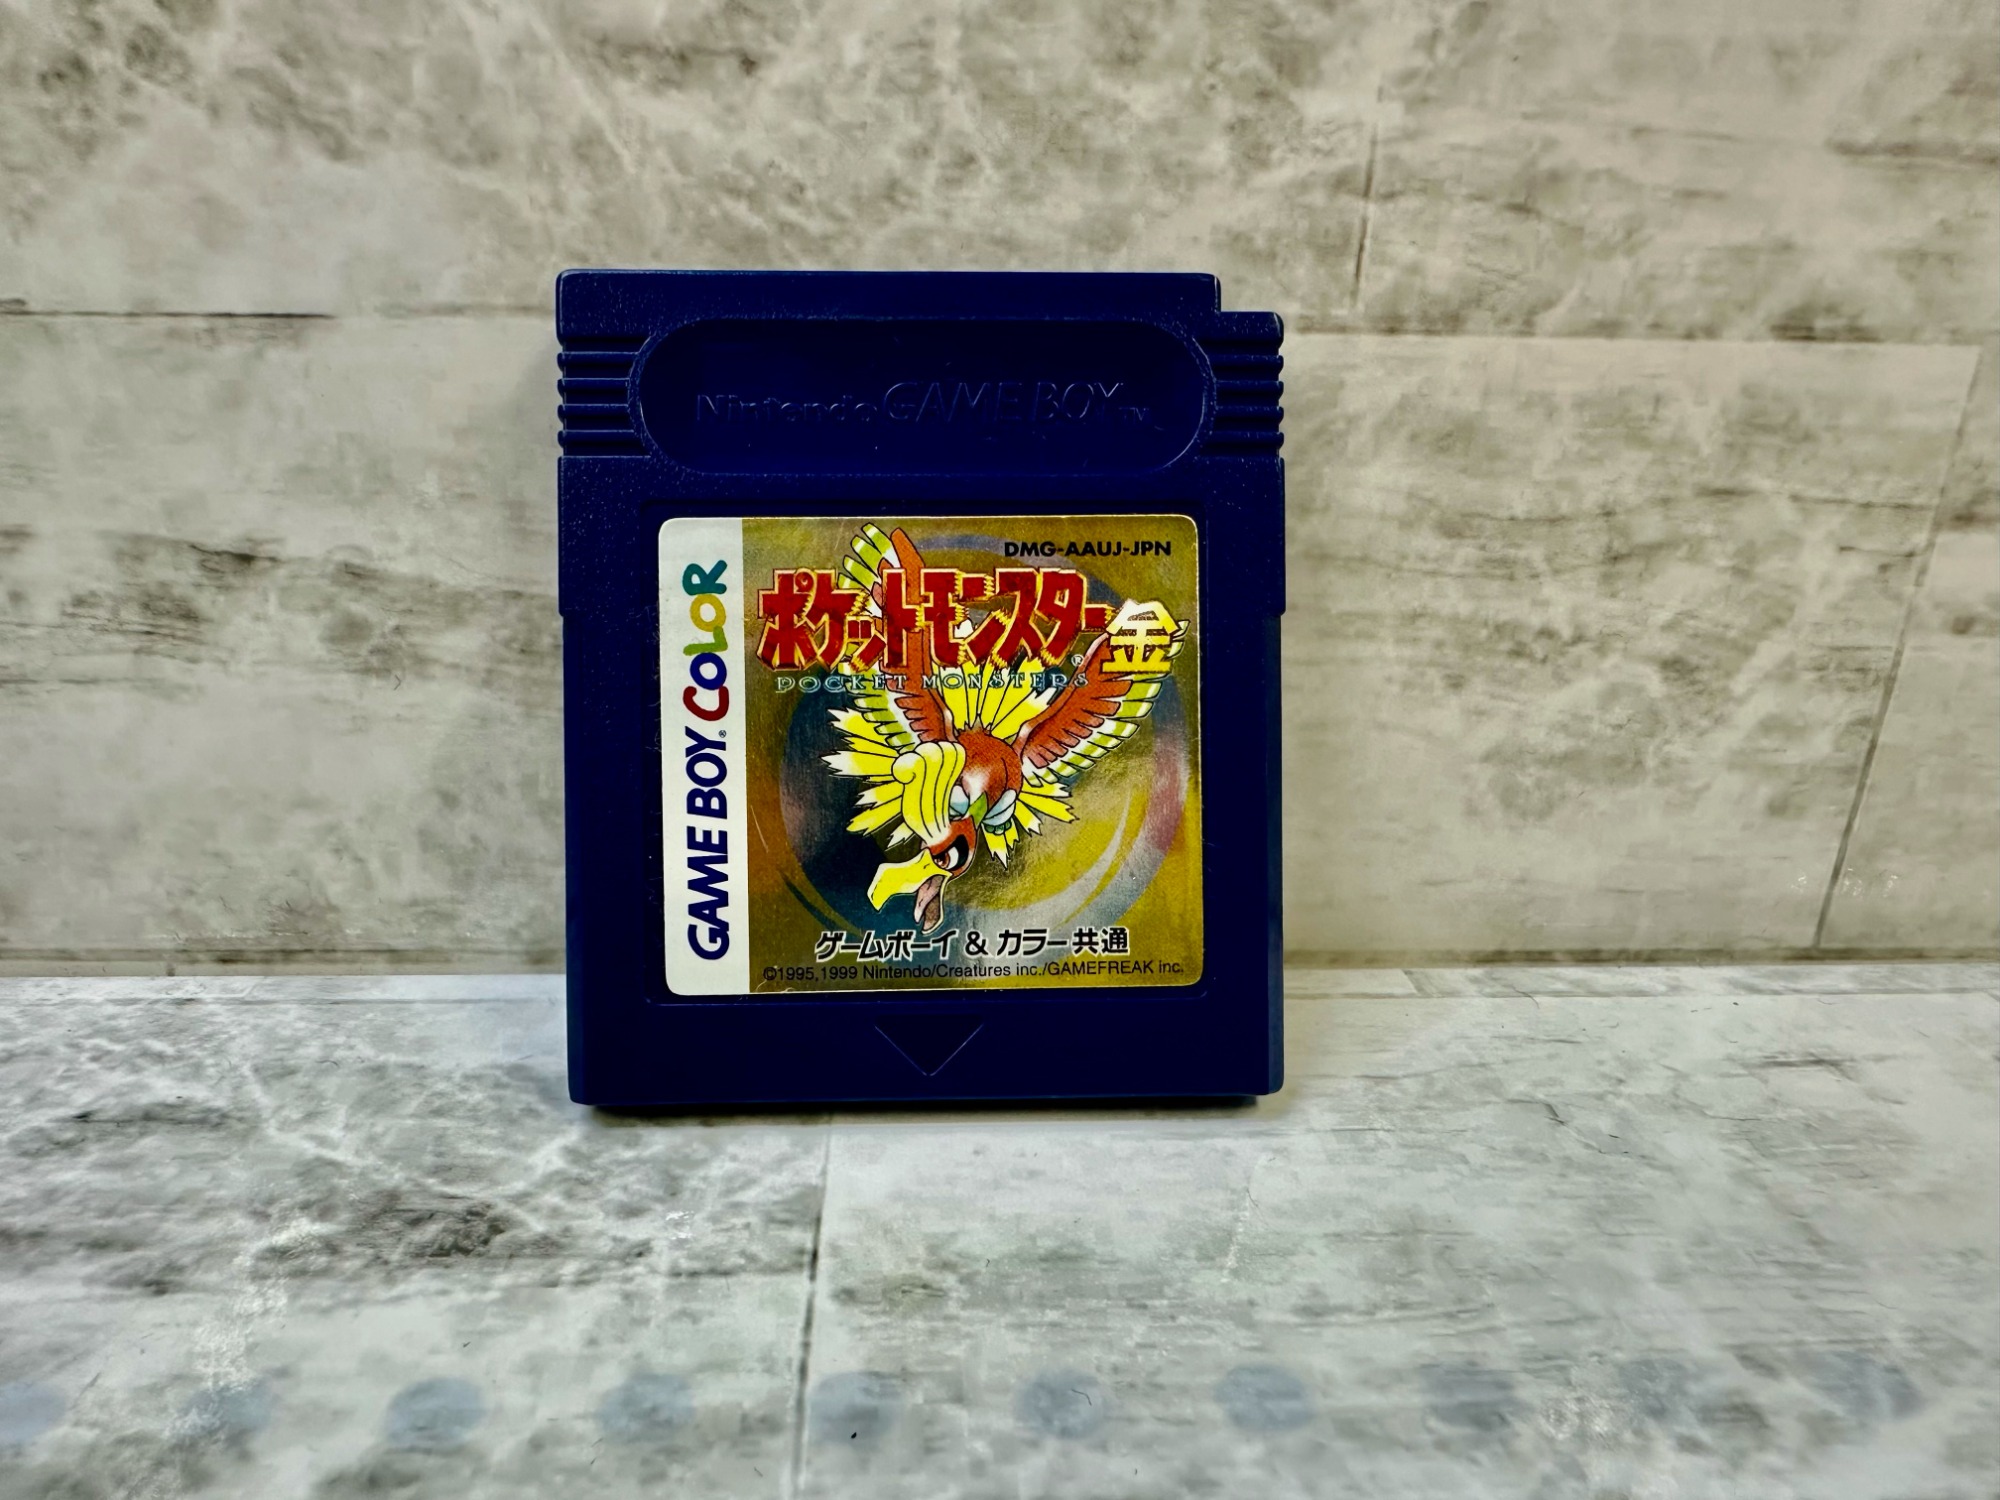 Nintendo GAME BOY TM
GAME BOY® COLOR
DMG-AAUJ-JPN
ポケットモンスター® 金
POCKET MONSTERS
ゲームボーイ & カラー共通
©1995,1999 Nintendo/Creatures inc./GAMEFREAK inc.